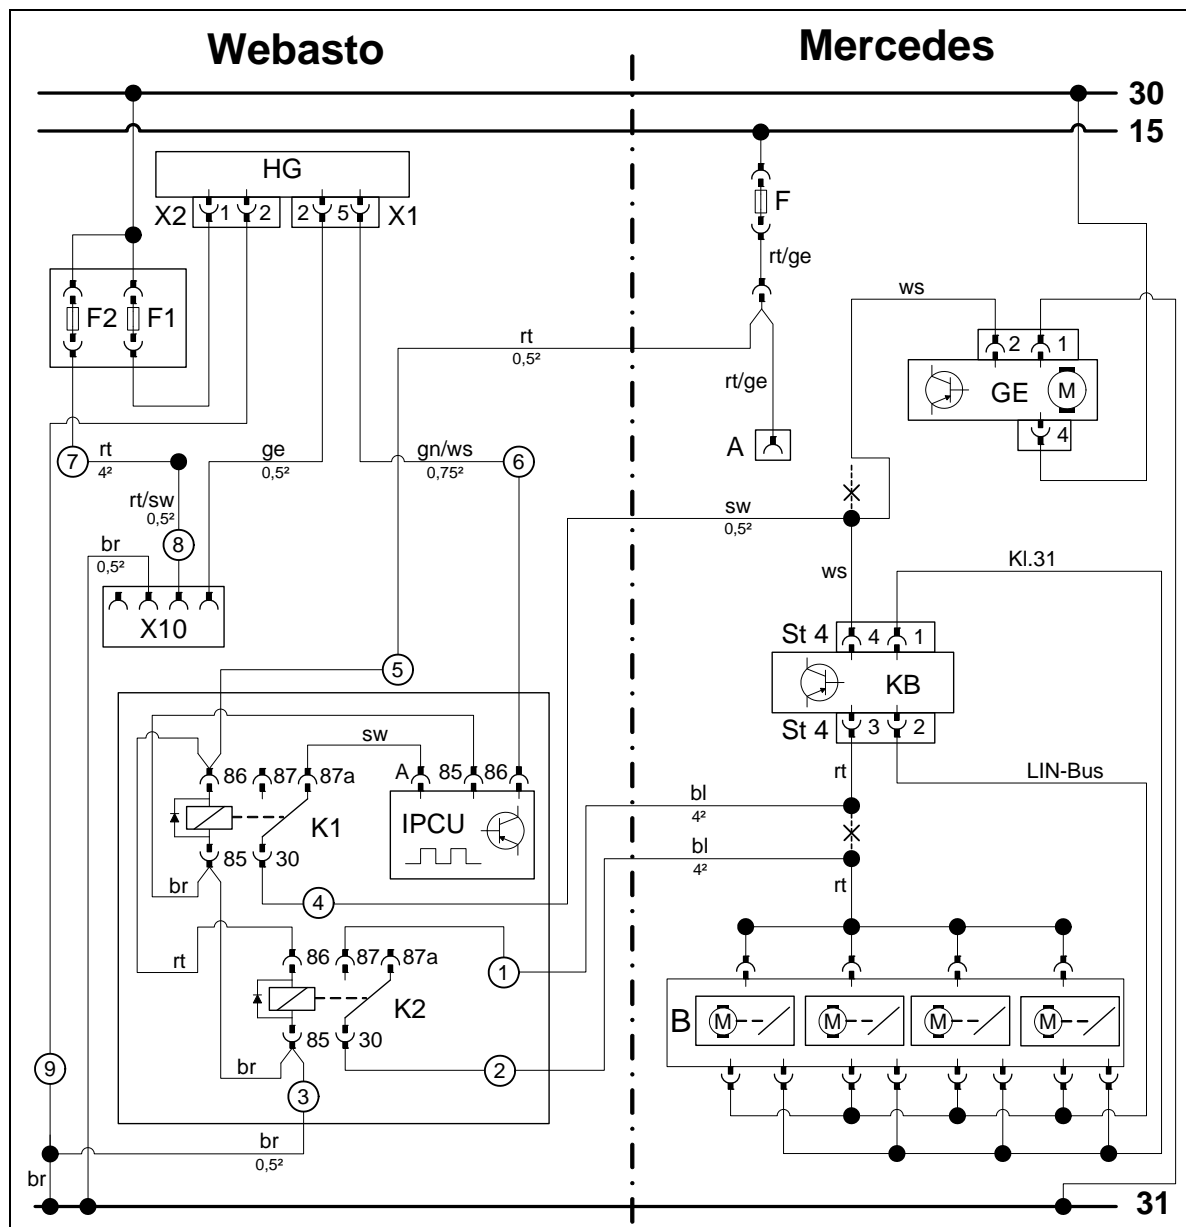 Webasto
Mercedes
30
15
HG
X2
1
2
2
5
X1
F
rt/ge
F2
F1
rt
0,5²
rt/ge
ws
2
1
GE
M
4
A
7
rt
4²
ge
0,5²
gn/ws
0,75²
6
rt/sw
0,5²
8
sw
0,5²
br
0,5²
ws
Kl.31
X10
St 4
4
1
5
KB
St 4
3
2
sw
rt
LIN-Bus
86
87
87a
A
85
86
bl
4²
K1
IPCU
bl
4²
85
30
br
4
rt
86
87
87a
rt
1
K2
B
M
M
M
M
85
30
br
2
9
3
br
0,5²
br
31